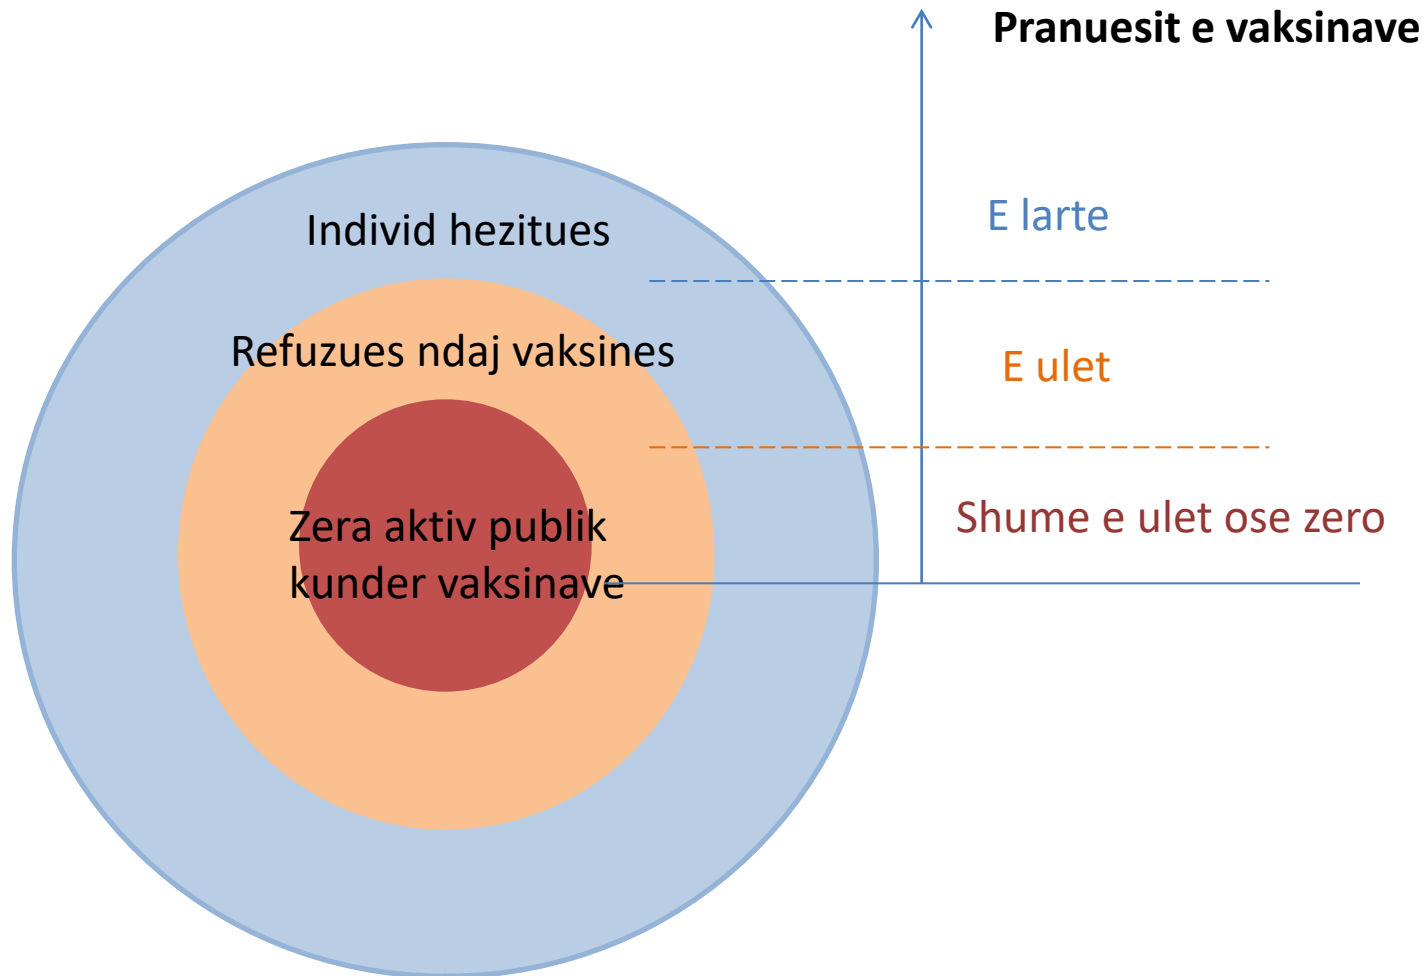 Pranuesit e vaksinave
Individ hezitues
E larte
Refuzues ndaj vaksines
E ulet
Zera aktiv publik
kunder vaksinave
Shume e ulet ose zero